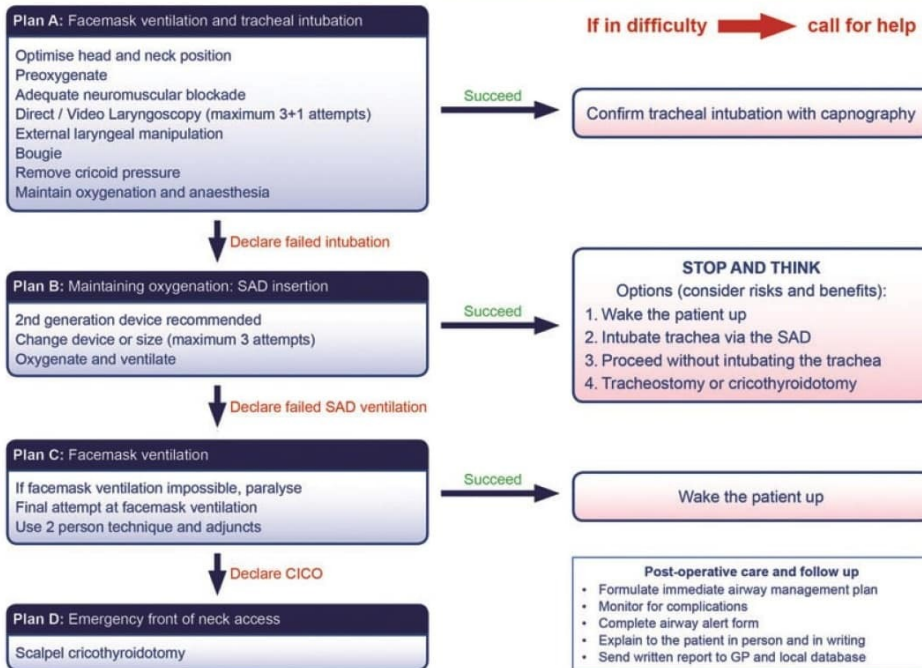 Plan A: Facemask ventilation and tracheal intubation
Optimise head and neck position
Preoxygenate
Adequate neuromuscular blockade
Direct / Video Laryngoscopy (maximum 3+1 attempts)
External laryngeal manipulation
Bougie
Remove cricoid pressure
Maintain oxygenation and anaesthesia
If in difficulty call for help
Succeed
Confirm tracheal intubation with capnography
Declare failed intubation
Plan B: Maintaining oxygenation: SAD insertion
2nd generation device recommended
Change device or size (maximum 3 attempts)
Oxygenate and ventilate
Succeed
STOP AND THINK
Options (consider risks and benefits):
1. Wake the patient up
2. Intubate trachea via the SAD
3. Proceed without intubating the trachea
4. Tracheostomy or cricothyroidotomy
Declare failed SAD ventilation
Plan C: Facemask ventilation
If facemask ventilation impossible, paralyse
Final attempt at facemask ventilation
Use 2 person technique and adjuncts
Succeed
Wake the patient up
Declare CICO
Plan D: Emergency front of neck access
Scalpel cricothyroidotomy
Post-operative care and follow up
• Formulate immediate airway management plan
• Monitor for complications
• Complete airway alert form
• Explain to the patient in person and in writing
• Send written report to GP and local database